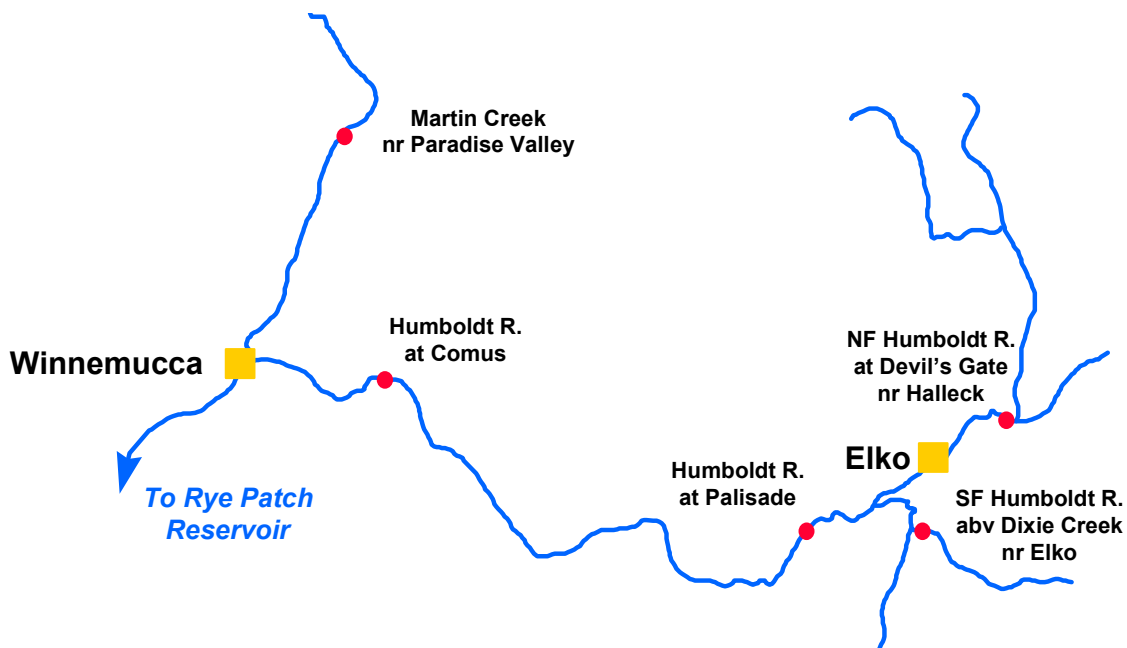 Martin Creek
nr Paradise Valley
Humboldt R.
at Comus
Winnemucca
NF Humboldt R.
at Devil's Gate
nr Halleck
Elko
Humboldt R.
at Palisade
SF Humboldt R.
abv Dixie Creek
nr Elko
To Rye Patch
Reservoir